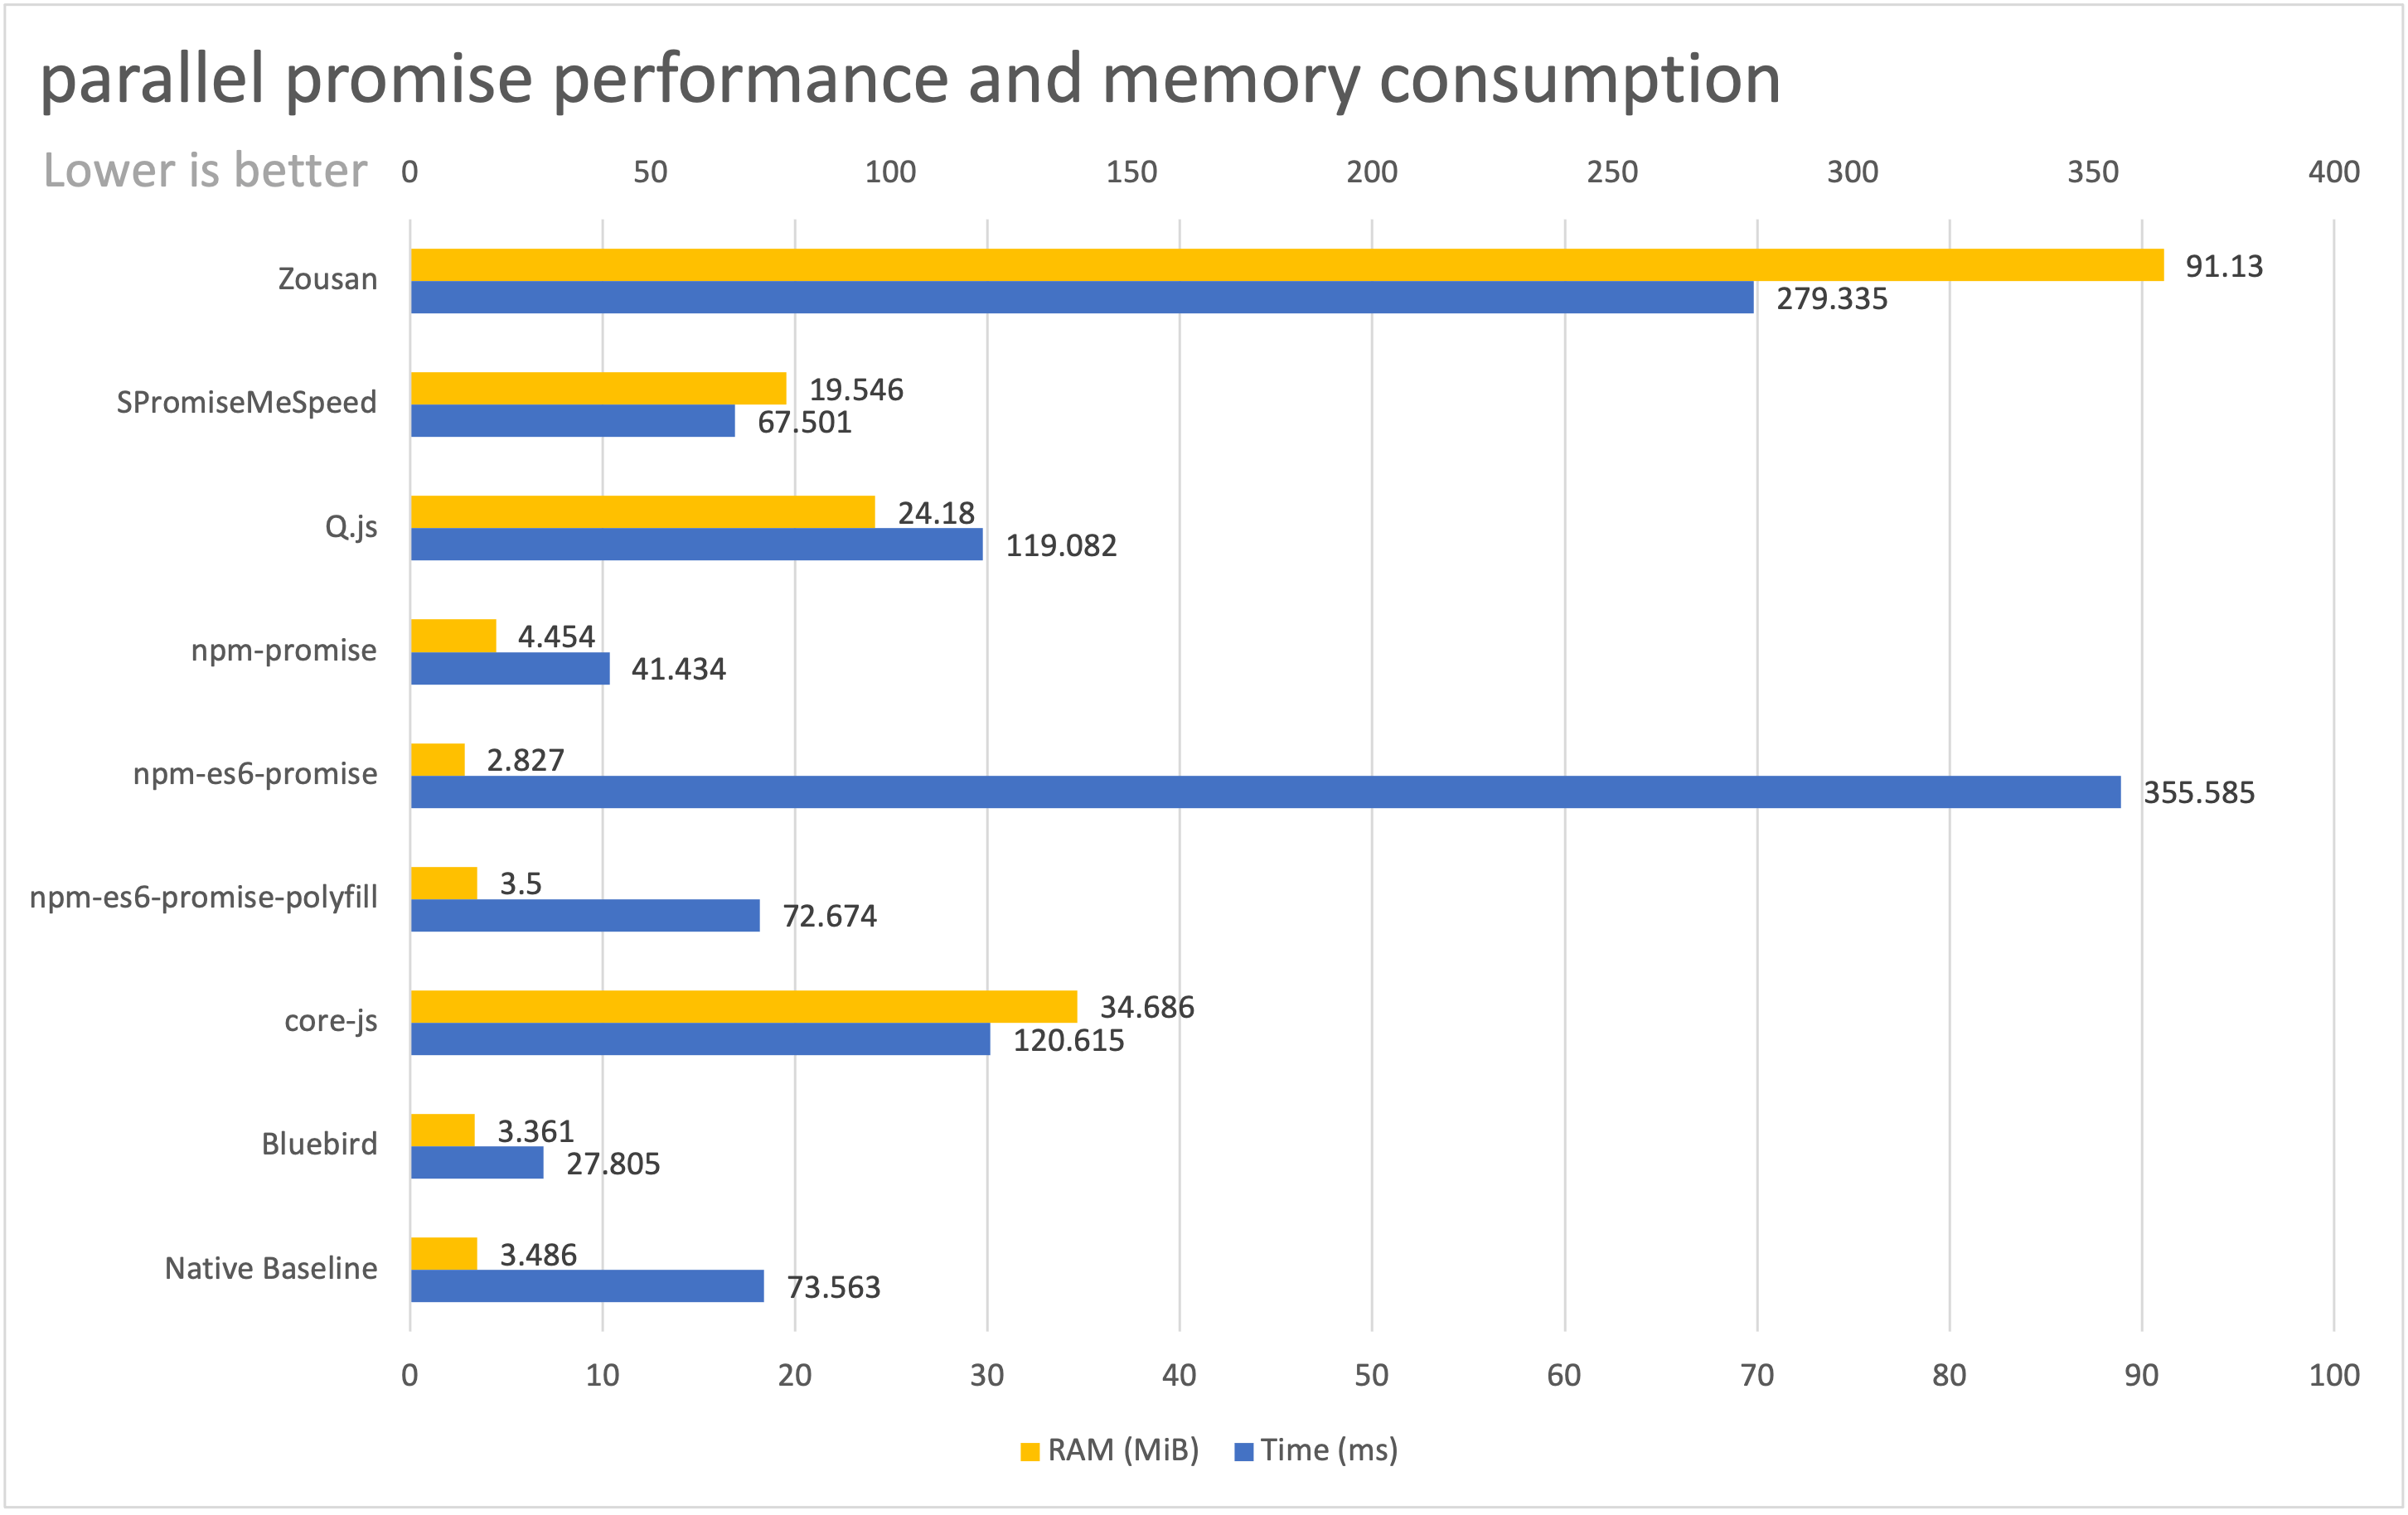 parallel promise performance and memory consumption
Lower is better
0 50 100 150 200 250 300 350 400
Zousan 91.13
279.335
SPromiseMeSpeed 19.546
67.501
Q.js 24.18
119.082
npm-promise 4.454
41.434
npm-es6-promise 2.827
355.585
npm-es6-promise-polyfill 3.5
72.674
core-js 34.686
120.615
Bluebird 3.361
27.805
Native Baseline 3.486
73.563
0 10 20 30 40 50 60 70 80 90 100
RAM (MiB) Time (ms)